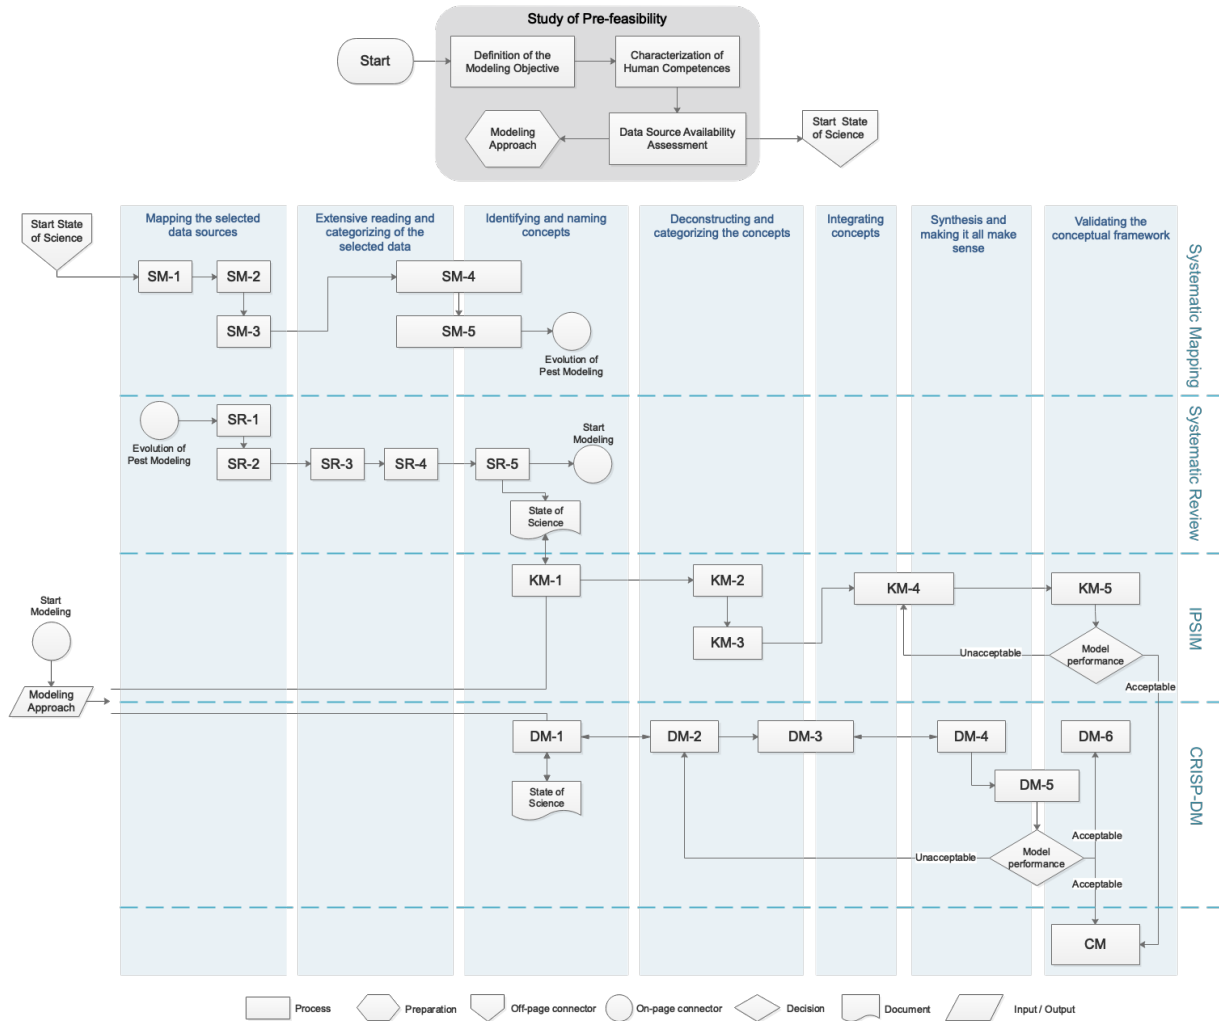 Study of Pre-feasibility
Start
Definition of the
Modeling Objective
Characterization of
Human Competences
Modeling
Approach
Data Source Availability
Assessment
Start State
of Science
Start State
of Science
Mapping the selected
data sources
Extensive reading and
categorizing of the
selected data
Identifying and naming
concepts
Deconstructing and
categorizing the concepts
Integrating
concepts
Synthesis and
making it all make
sense
Validating the
conceptual framework
Systematic Mapping
SM-1
SM-2
SM-3
SM-4
SM-5
Evolution of
Pest Modeling
Systematic Review
Evolution of
Pest Modeling
SR-1
SR-2
SR-3
SR-4
SR-5
Start
Modeling
State of
Science
IPSIM
KM-1
KM-2
KM-3
KM-4
KM-5
Model
performance
Unacceptable
Acceptable
Start
Modeling
Modeling
Approach
CRISP-DM
DM-1
DM-2
DM-3
DM-4
DM-6
State of
Science
DM-5
Model
performance
Unacceptable
Acceptable
Acceptable
CM
Process
Preparation
Off-page connector
On-page connector
Decision
Document
Input / Output